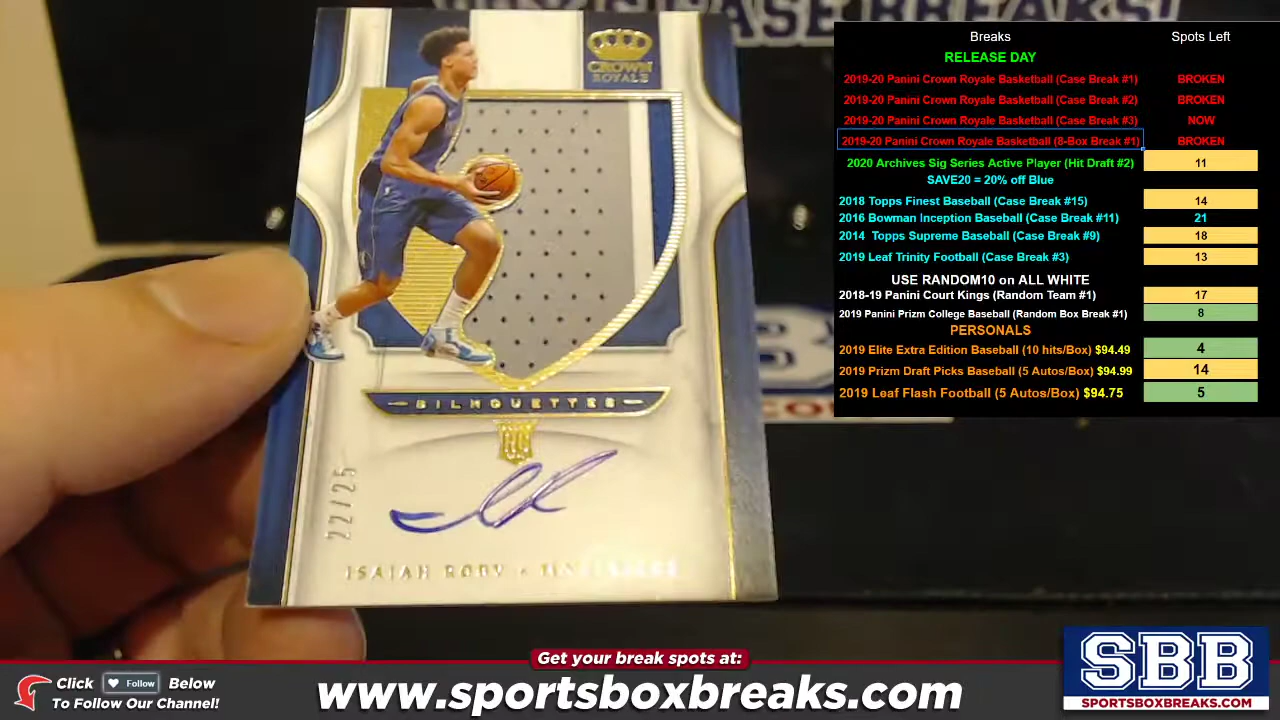 CASE BREAKS!
CROWN
ROYALE
SILHOUETTES
RC
22/25
ISAIAH ROBY • MAVERICKS
Breaks Spots Left
RELEASE DAY
2019-20 Panini Crown Royale Basketball (Case Break #1) BROKEN
2019-20 Panini Crown Royale Basketball (Case Break #2) BROKEN
2019-20 Panini Crown Royale Basketball (Case Break #3) NOW
2019-20 Panini Crown Royale Basketball (8-Box Break #1) BROKEN
2020 Archives Sig Series Active Player (Hit Draft #2) 11
SAVE20 = 20% off Blue
2018 Topps Finest Baseball (Case Break #15) 14
2016 Bowman Inception Baseball (Case Break #11) 21
2014 Topps Supreme Baseball (Case Break #9) 18
2019 Leaf Trinity Football (Case Break #3) 13
USE RANDOM10 on ALL WHITE
2018-19 Panini Court Kings (Random Team #1) 17
2019 Panini Prizm College Baseball (Random Box Break #1) 8
PERSONALS
2019 Elite Extra Edition Baseball (10 hits/Box) $94.49 4
2019 Prizm Draft Picks Baseball (5 Autos/Box) $94.99 14
2019 Leaf Flash Football (5 Autos/Box) $94.75 5
Get your break spots at:
Click Follow Below
To Follow Our Channel!
www.sportsboxbreaks.com
SBB
SPORTSBOXBREAKS.COM